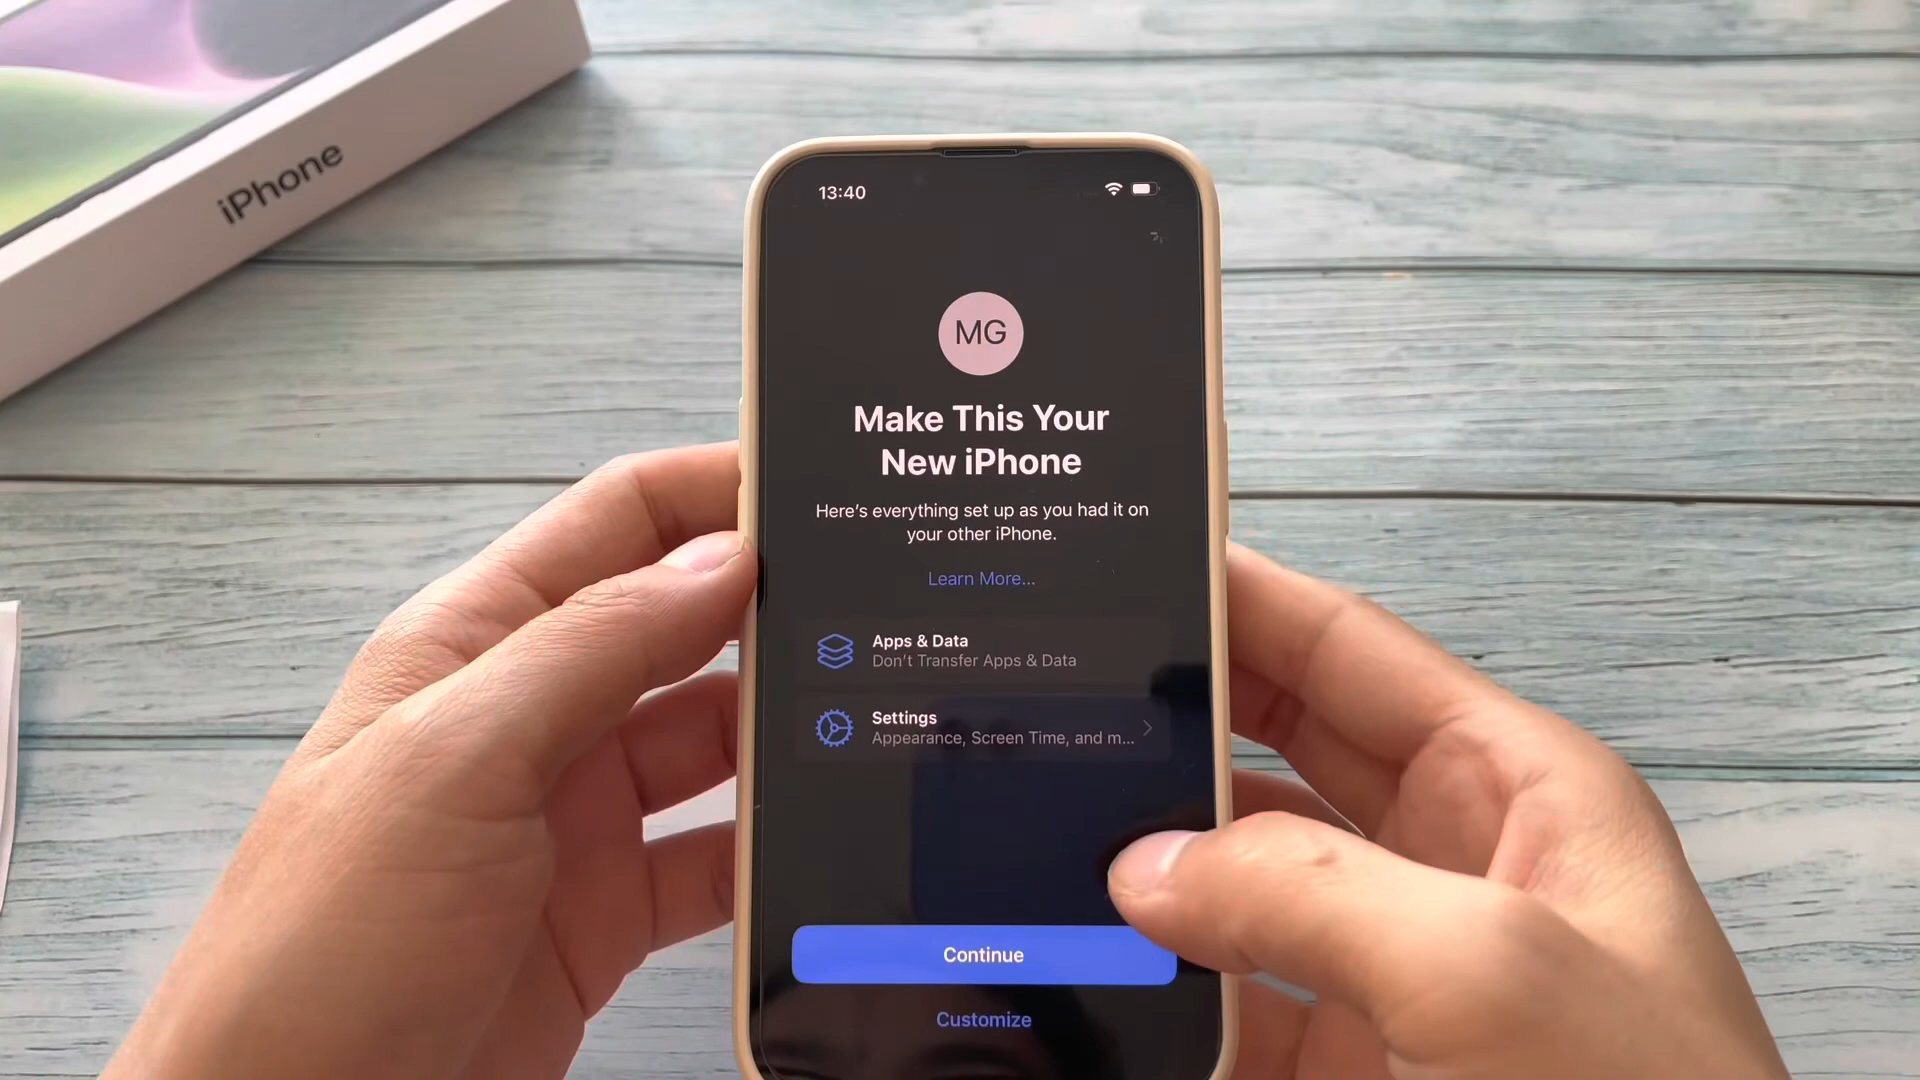 iPhone
13:40
MG
Make This Your
New iPhone
Here's everything set up as you had it on
your other iPhone.
Learn More...
Apps & Data
Don't Transfer Apps & Data
Settings
Appearance, Screen Time, and m...
Continue
Customize